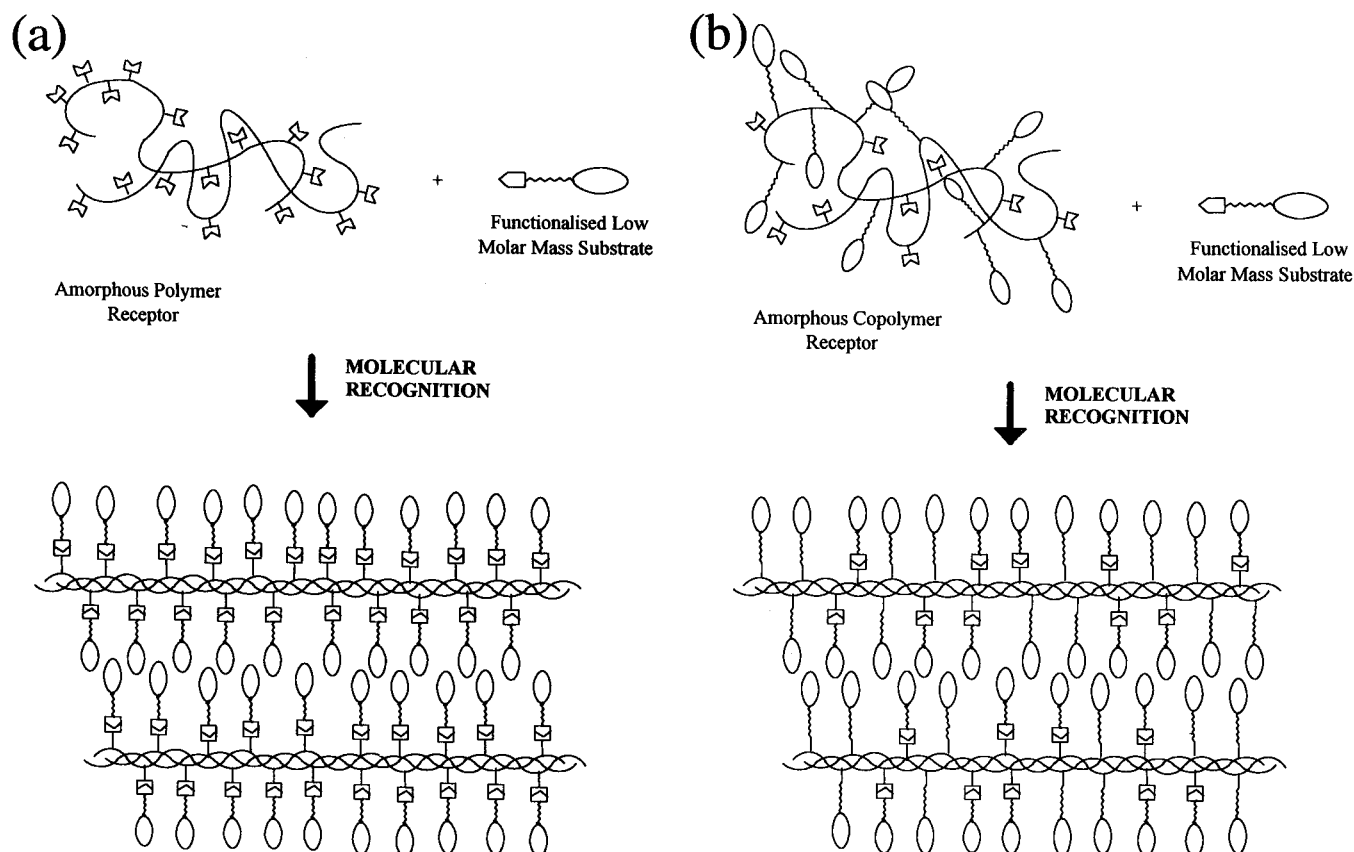 (a)
+
Functionalised Low
Molar Mass Substrate
Amorphous Polymer
Receptor
MOLECULAR
RECOGNITION
(b)
+
Functionalised Low
Molar Mass Substrate
Amorphous Copolymer
Receptor
MOLECULAR
RECOGNITION